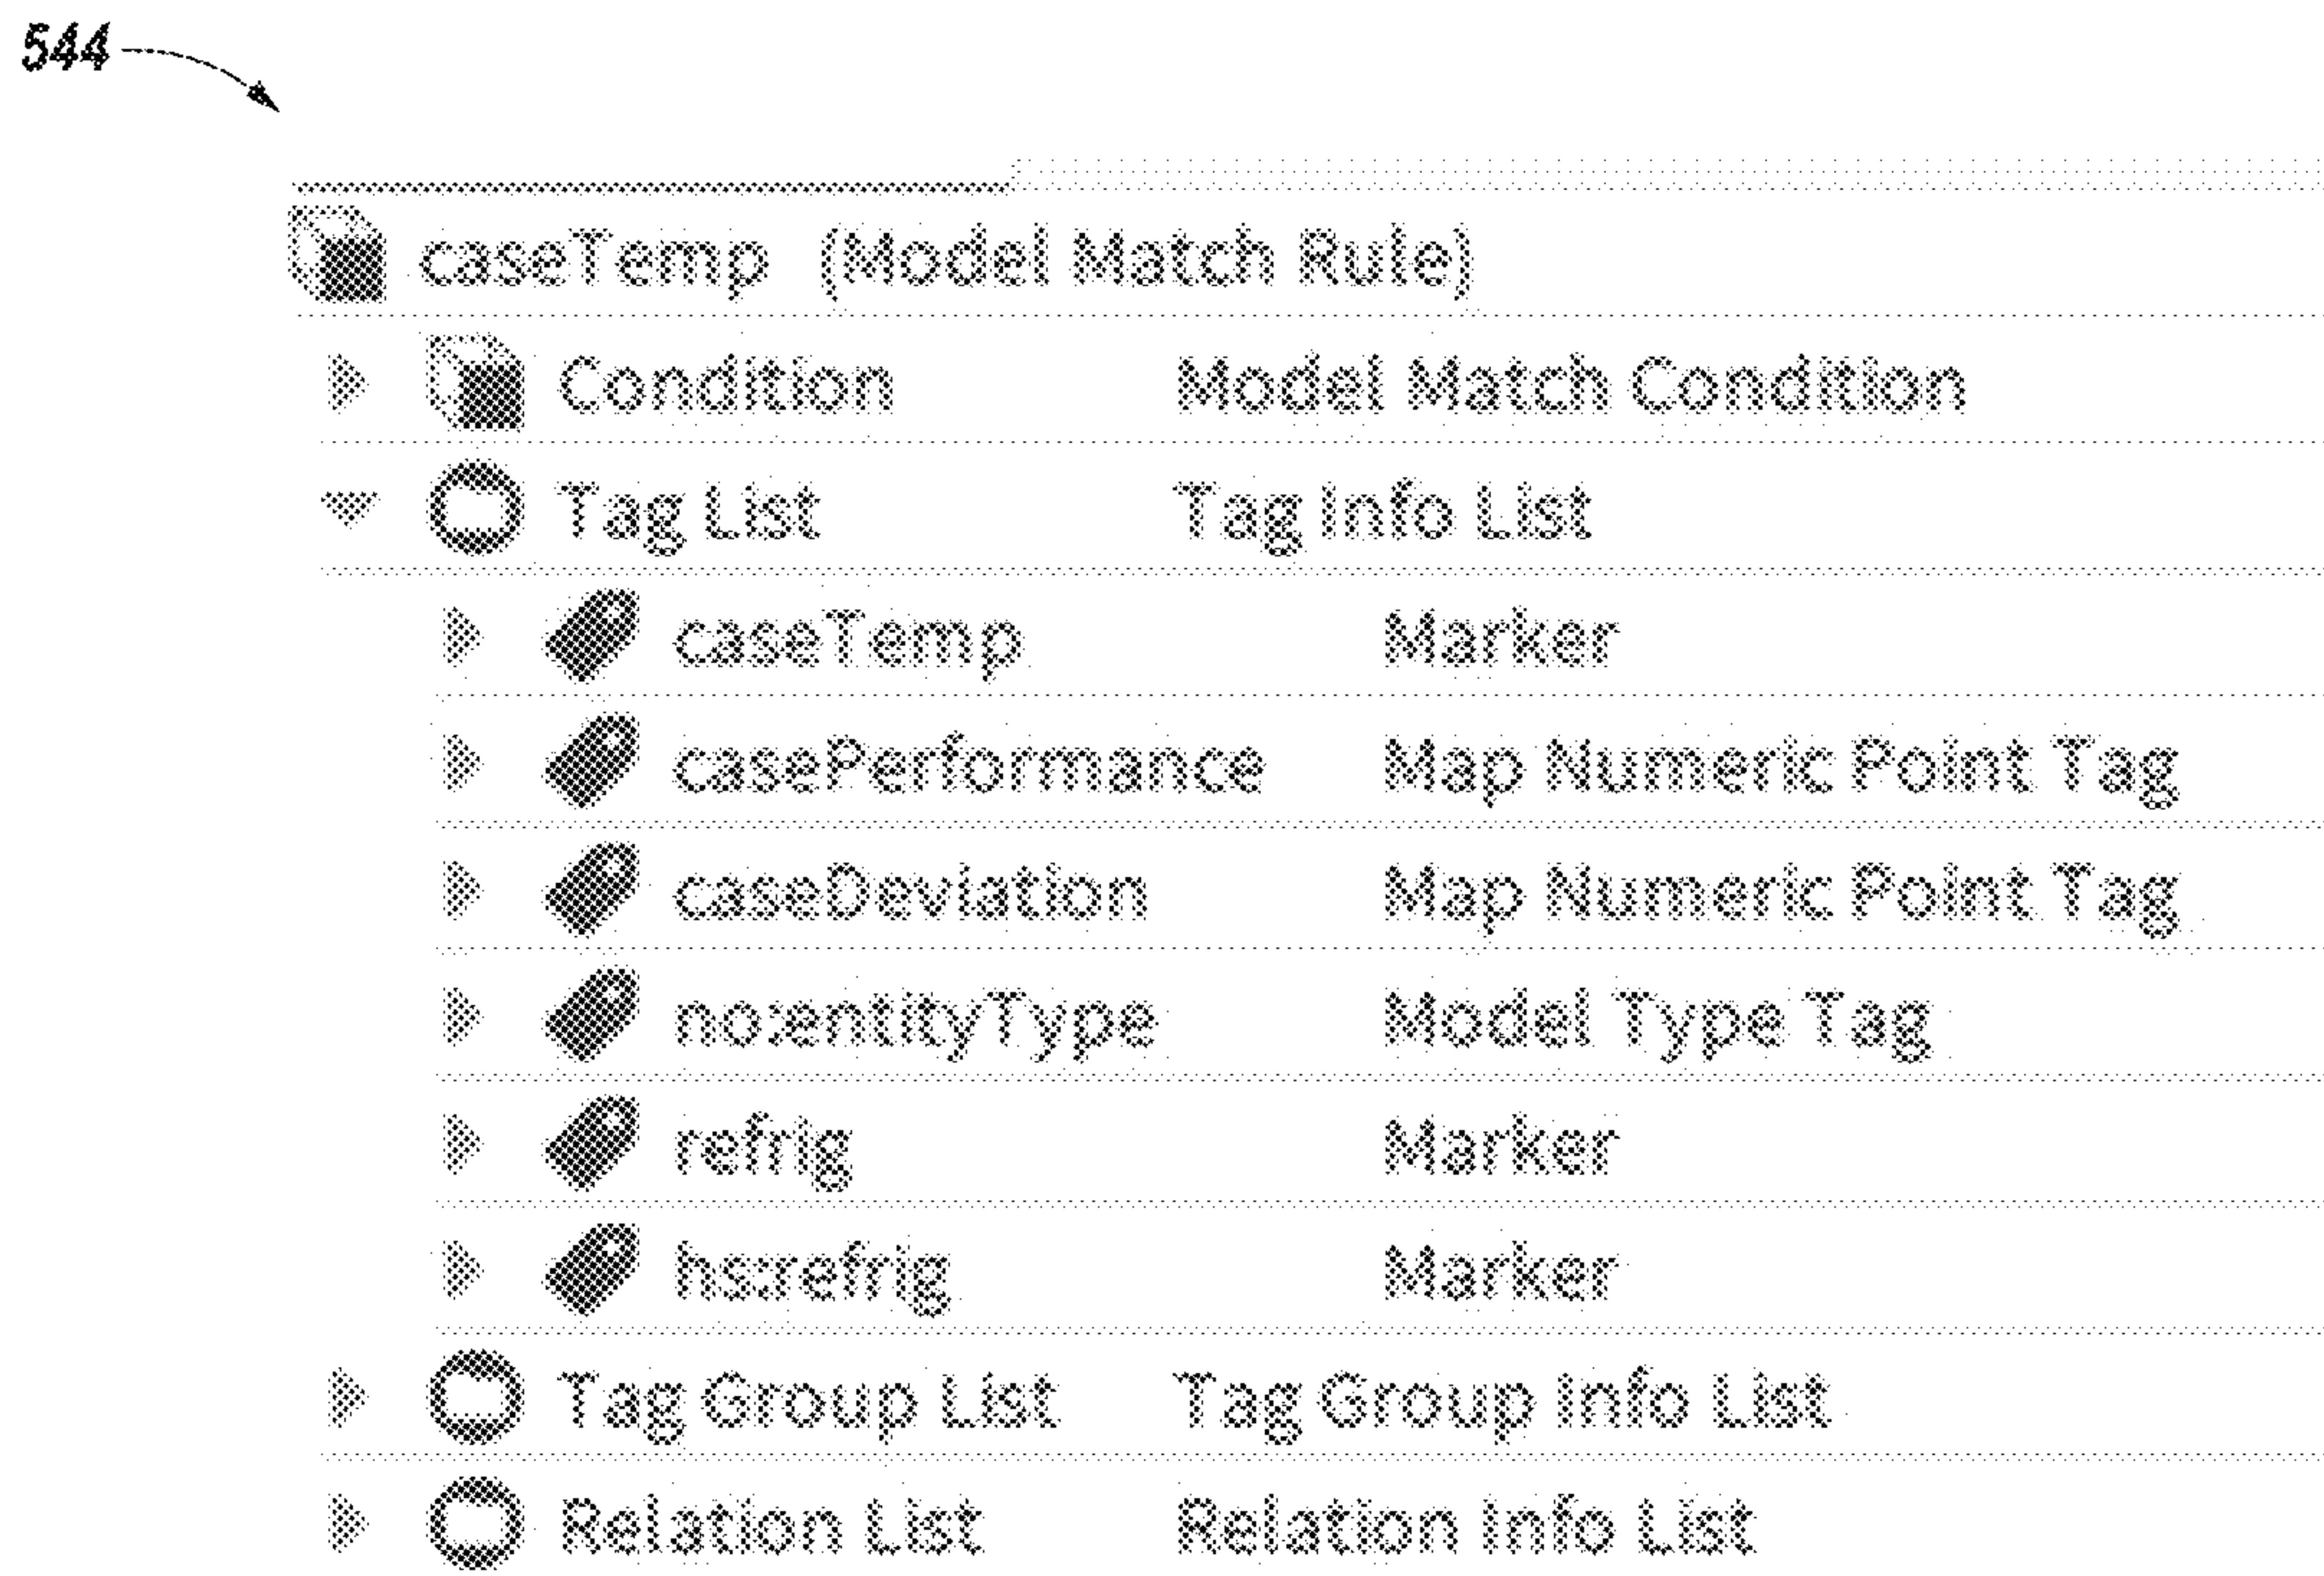 544
caseTemp (Model Match Rule)
Condition Model Match Condition
Tag List Tag Info List
caseTemp Marker
casePerformance Map Numeric Point Tag
caseDeviation Map Numeric Point Tag
no:entityType Model Type Tag
refrig Marker
hs:refrig Marker
Tag Group List Tag Group Info List
Relation List Relation Info List